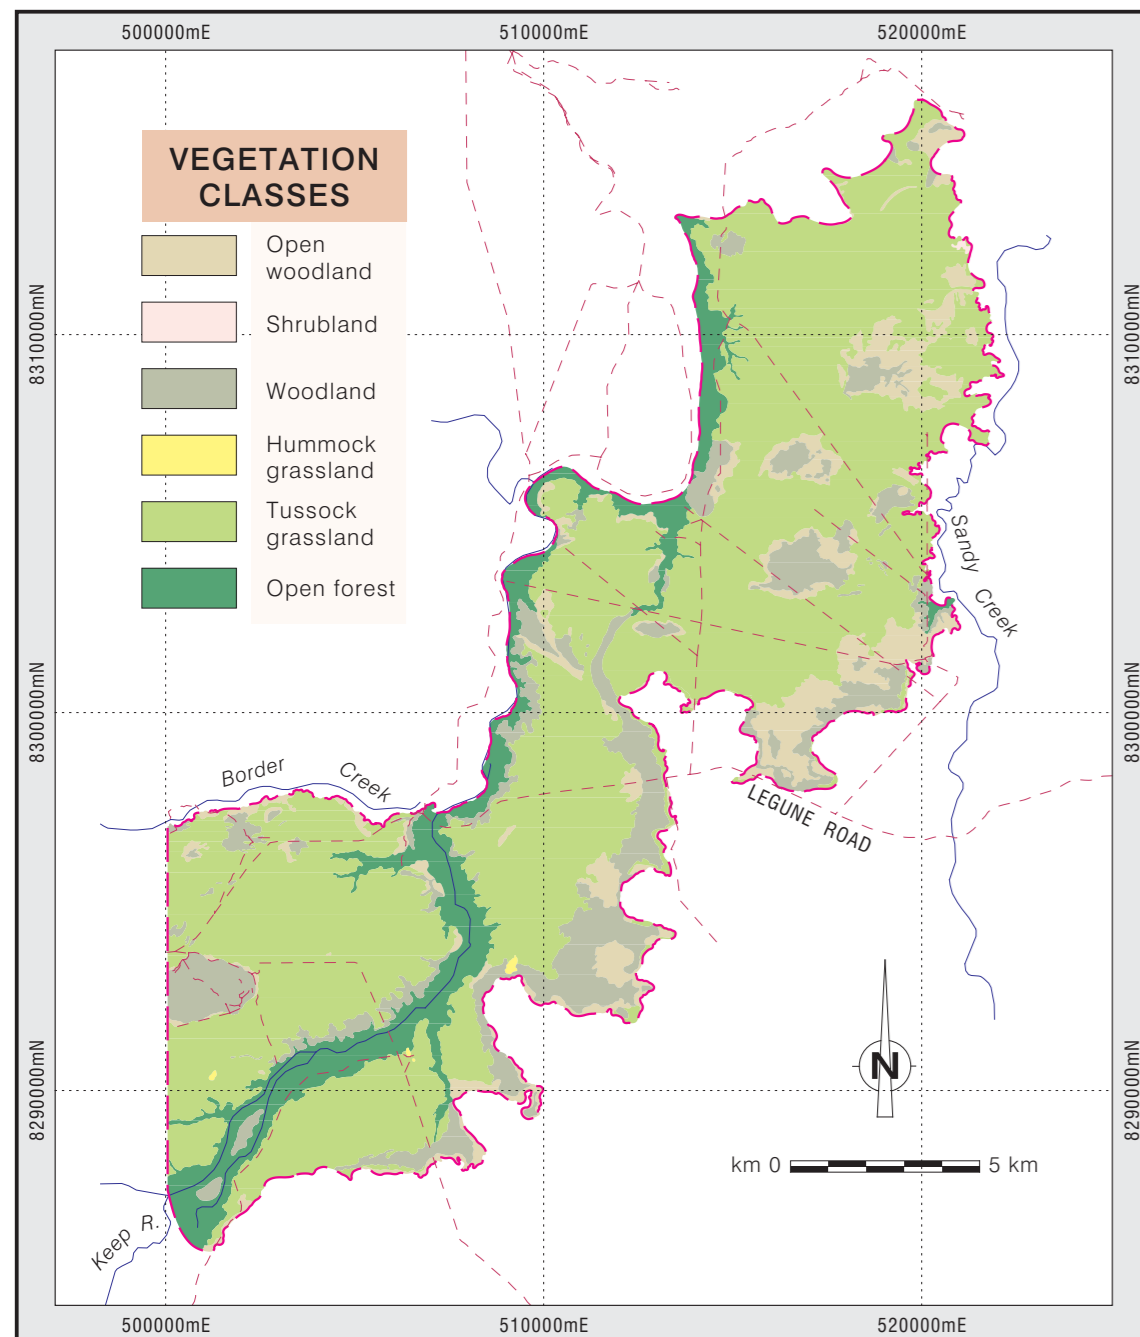 500000mE 510000mE 520000mE
VEGETATION
CLASSES
Open
woodland
Shrubland
Woodland
Hummock
grassland
Tussock
grassland
Open forest
8310000mN
8300000mN
8290000mN
8310000mN
8300000mN
8290000mN
Sandy Creek
Border Creek
LEGUNE ROAD
Keep R.
N
km 0 5 km
500000mE 510000mE 520000mE